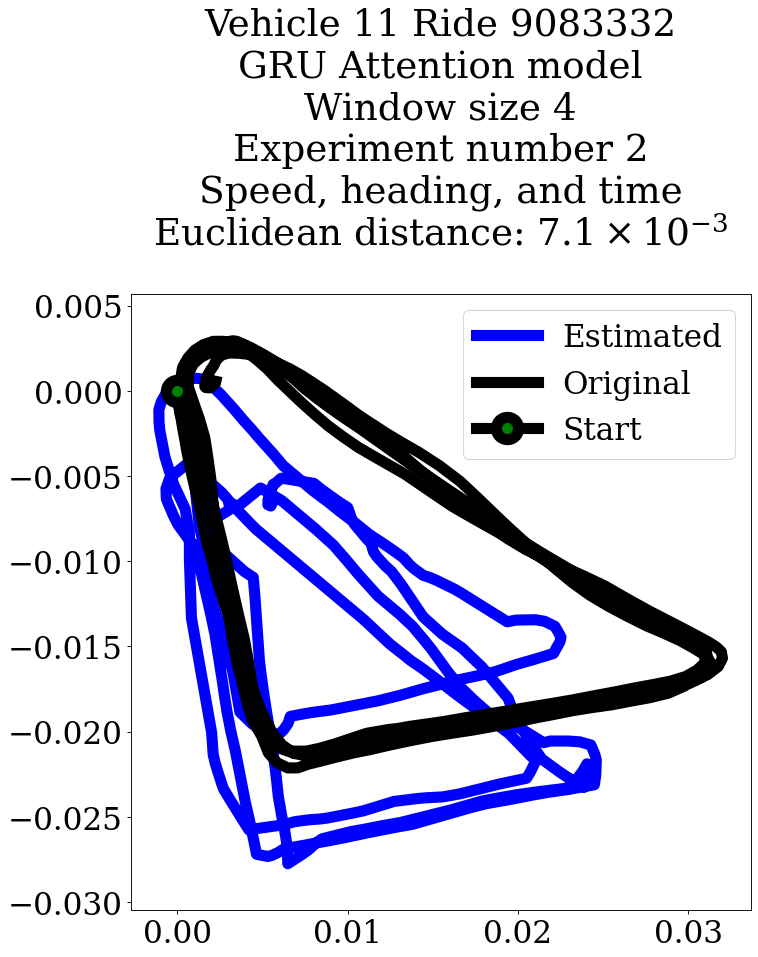 Vehicle 11 Ride 9083332
GRU Attention model
Window size 4
Experiment number 2
Speed, heading, and time
Euclidean distance: 7.1 × 10⁻³
0.005
0.000
−0.005
−0.010
−0.015
−0.020
−0.025
−0.030
Estimated
Original
Start
0.00 0.01 0.02 0.03